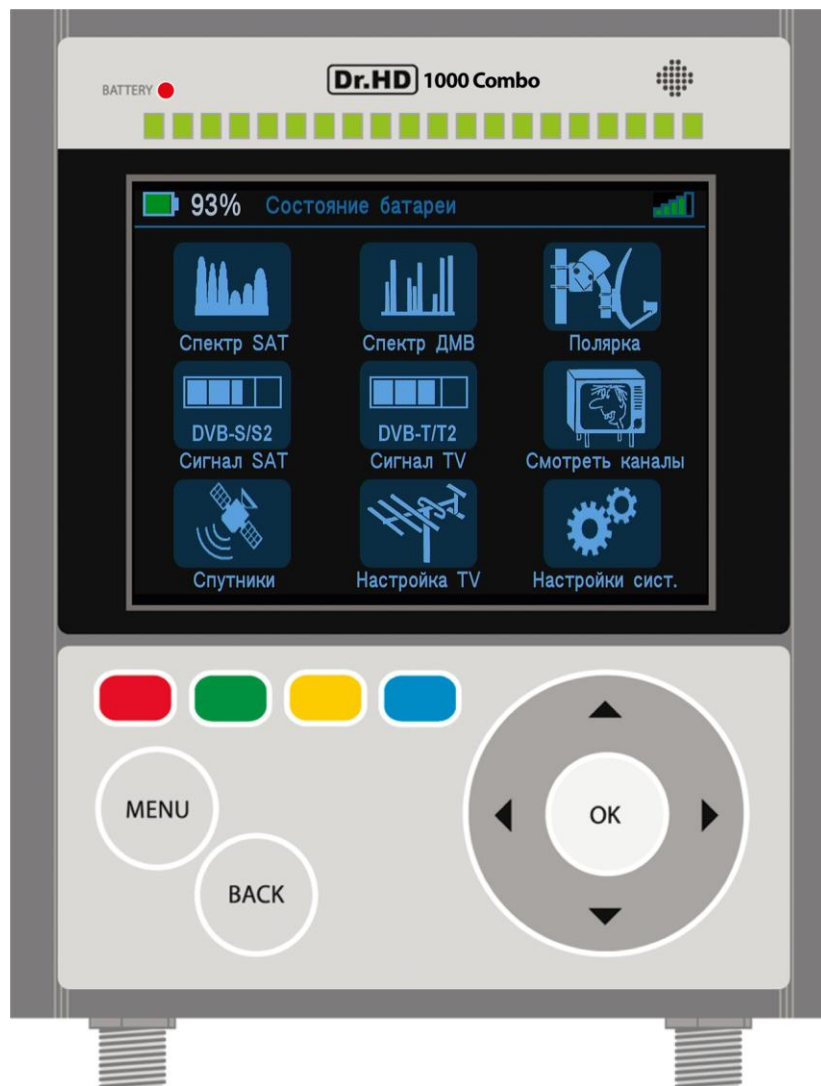 BATTERY
Dr.HD 1000 Combo
93% Состояние батареи
Спектр SAT Спектр ДМВ Полярка
DVB-S/S2 DVB-T/T2
Сигнал SAT Сигнал TV Смотреть каналы
Спутники Настройка TV Настройки сист.
MENU
OK
BACK